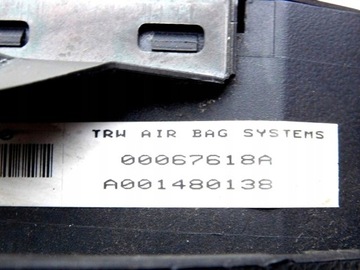 TRW AIR BAG SYSTEMS
00067618A
A001480138